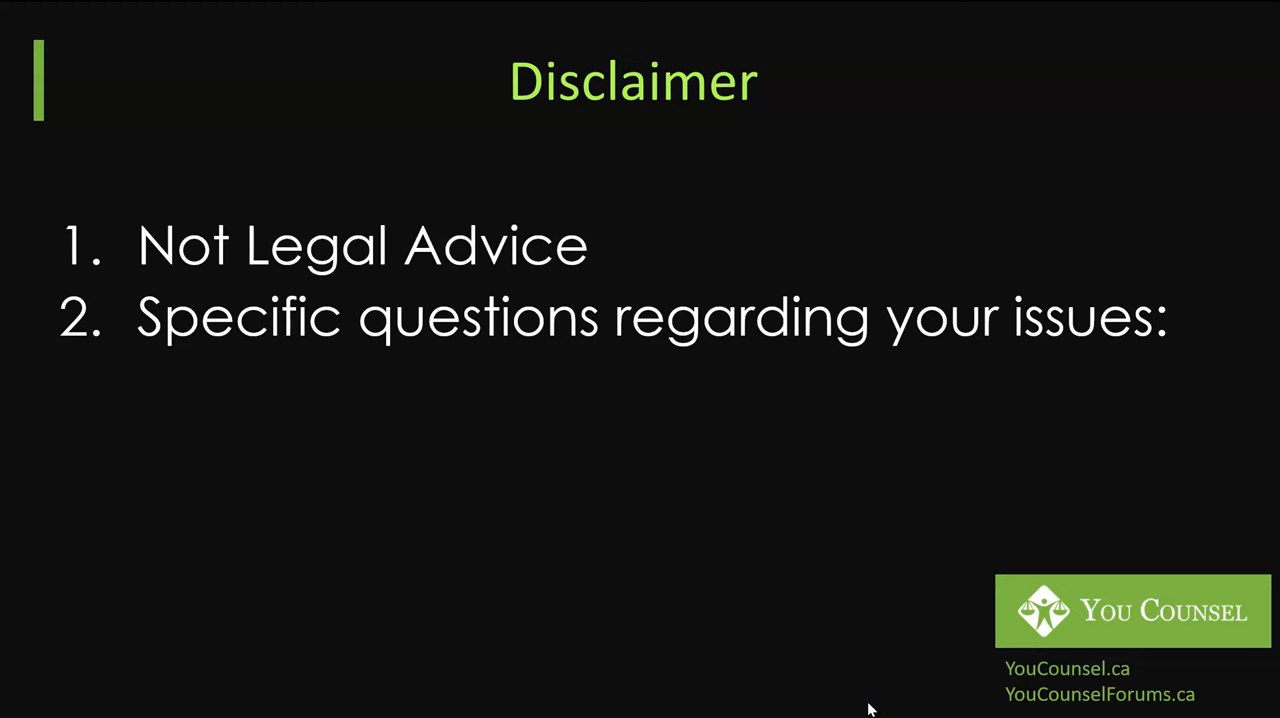 Disclaimer
1. Not Legal Advice
2. Specific questions regarding your issues:
You Counsel
YouCounsel.ca
YouCounselForums.ca